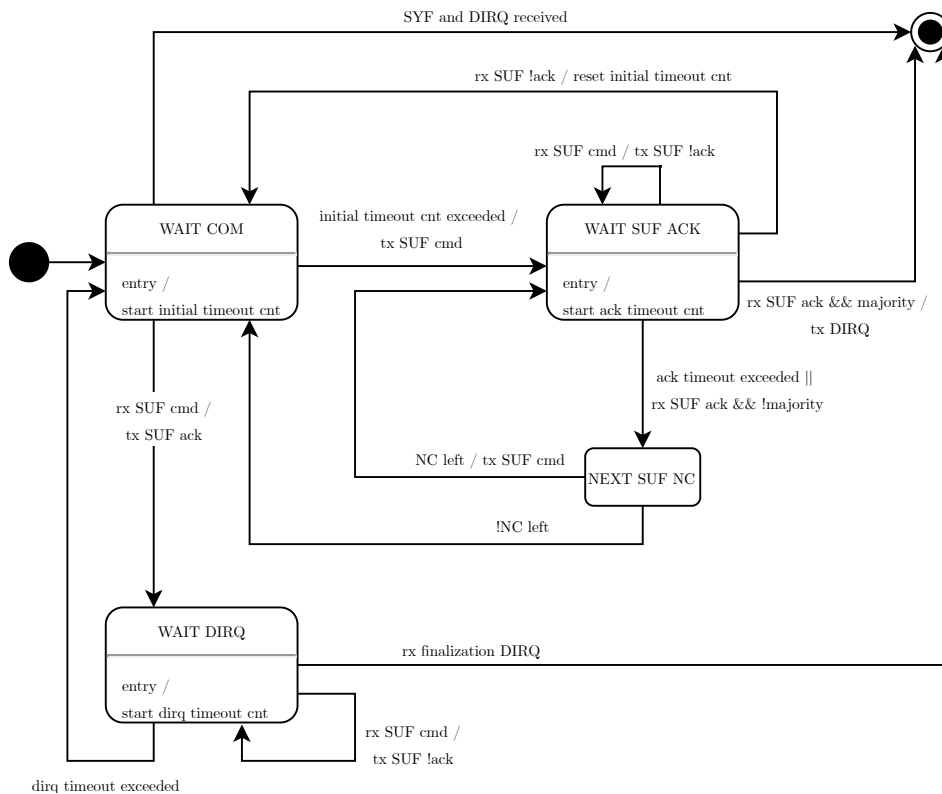 SYF and DIRQ received
rx SUF !ack / reset initial timeout cnt
rx SUF cmd / tx SUF !ack
initial timeout cnt exceeded /
tx SUF cmd
WAIT COM
entry /
start initial timeout cnt
WAIT SUF ACK
entry /
start ack timeout cnt
rx SUF ack && majority /
tx DIRQ
ack timeout exceeded ||
rx SUF ack && !majority
rx SUF cmd /
tx SUF ack
NC left / tx SUF cmd
NEXT SUF NC
!NC left
WAIT DIRQ
entry /
start dirq timeout cnt
rx finalization DIRQ
rx SUF cmd /
tx SUF !ack
dirq timeout exceeded